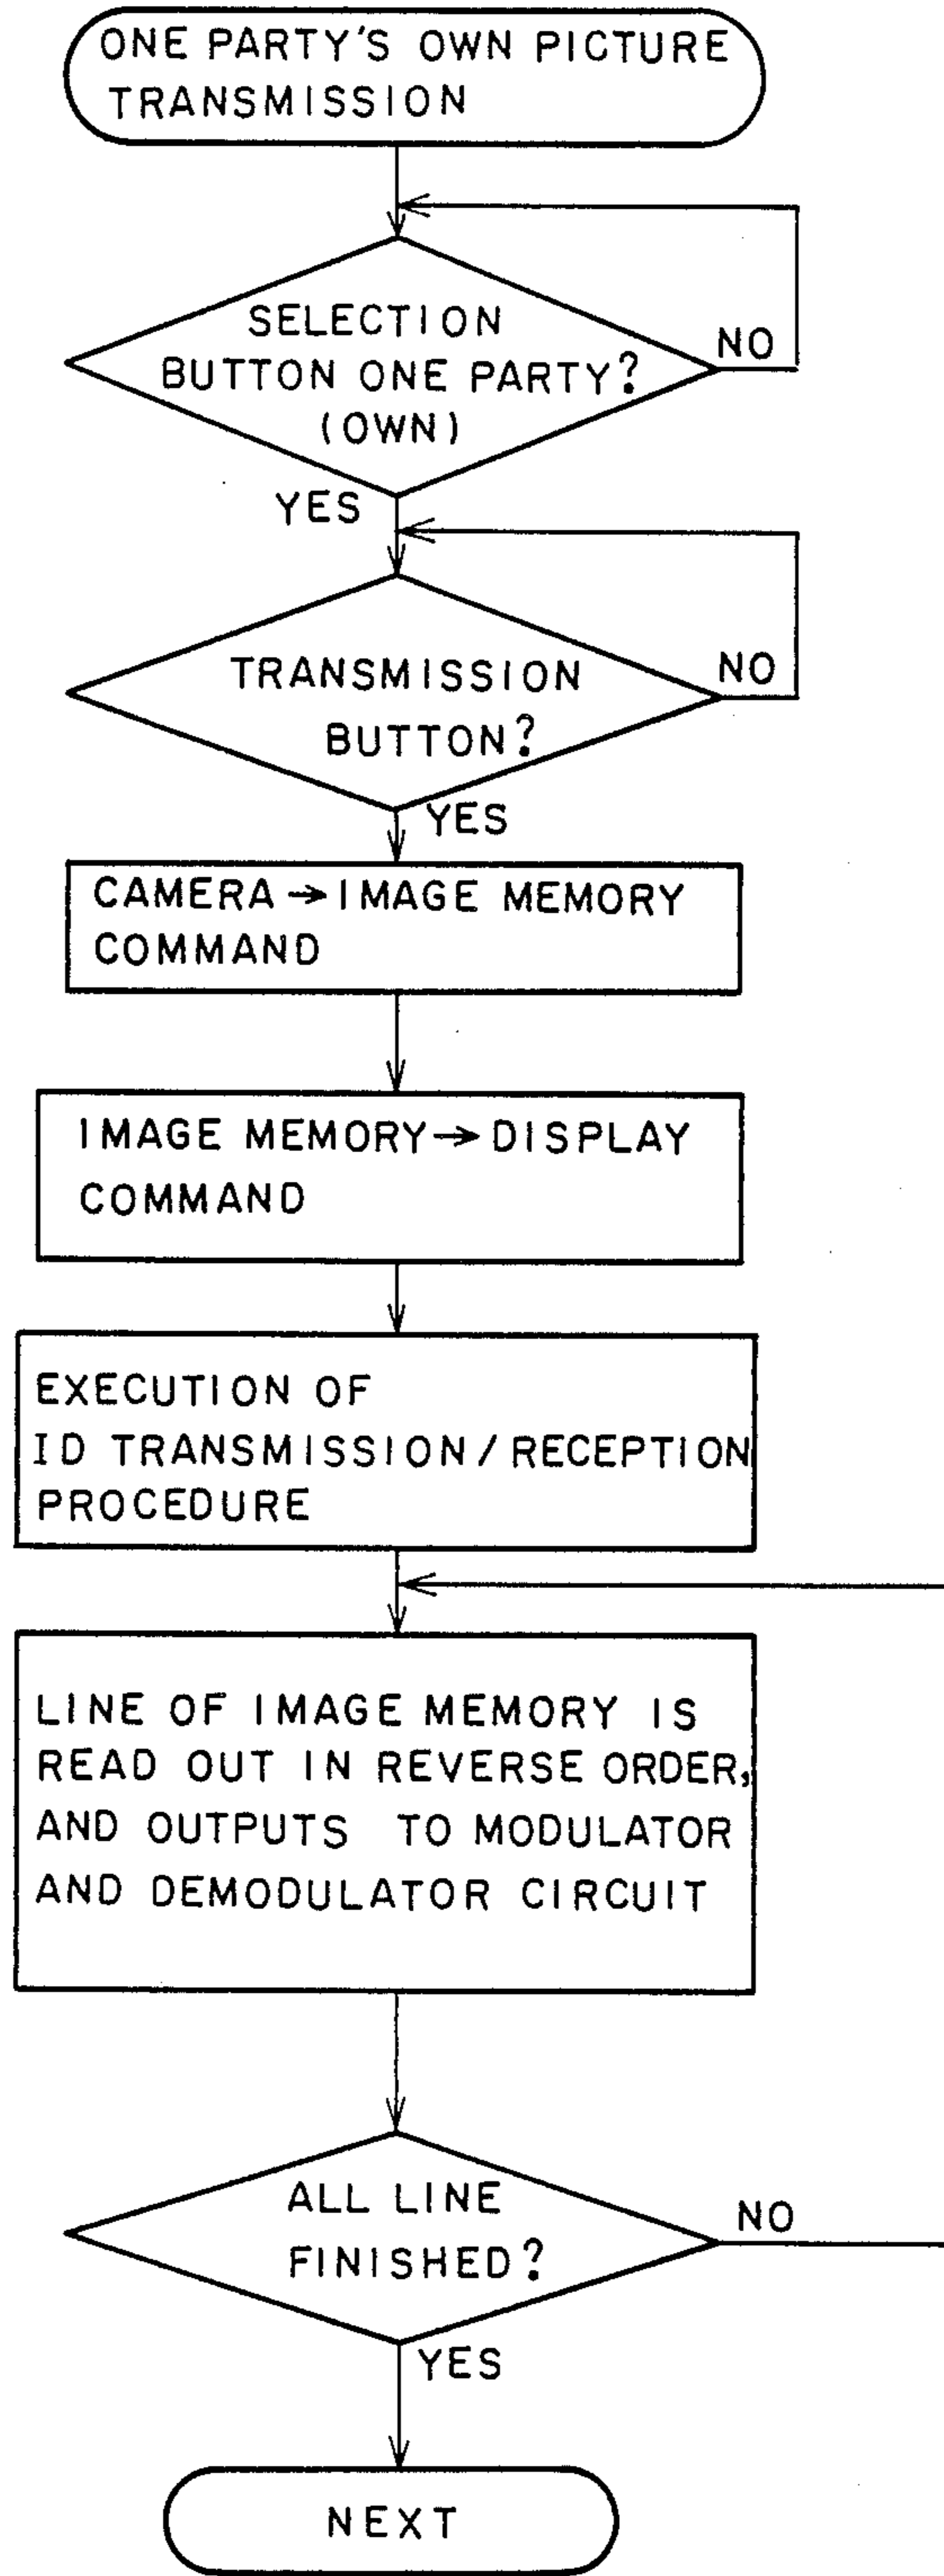 ONE PARTY'S OWN PICTURE
TRANSMISSION
SELECTION
BUTTON ONE PARTY?
(OWN)
NO
YES
TRANSMISSION
BUTTON?
NO
YES
CAMERA → IMAGE MEMORY
COMMAND
IMAGE MEMORY → DISPLAY
COMMAND
EXECUTION OF
ID TRANSMISSION / RECEPTION
PROCEDURE
LINE OF IMAGE MEMORY IS
READ OUT IN REVERSE ORDER,
AND OUTPUTS TO MODULATOR
AND DEMODULATOR CIRCUIT
ALL LINE
FINISHED?
NO
YES
NEXT